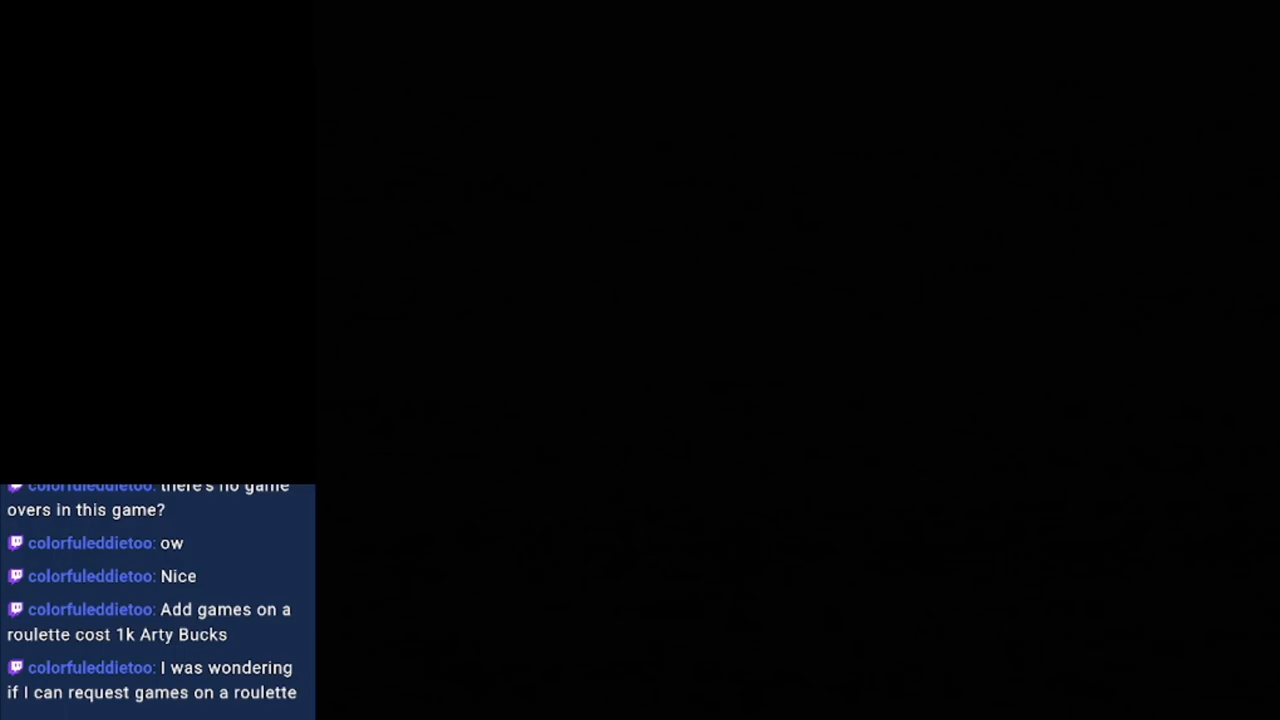 colorfuleddietoo: there's no game
overs in this game?
colorfuleddietoo: ow
colorfuleddietoo: Nice
colorfuleddietoo: Add games on a
roulette cost 1k Arty Bucks
colorfuleddietoo: I was wondering
if I can request games on a roulette